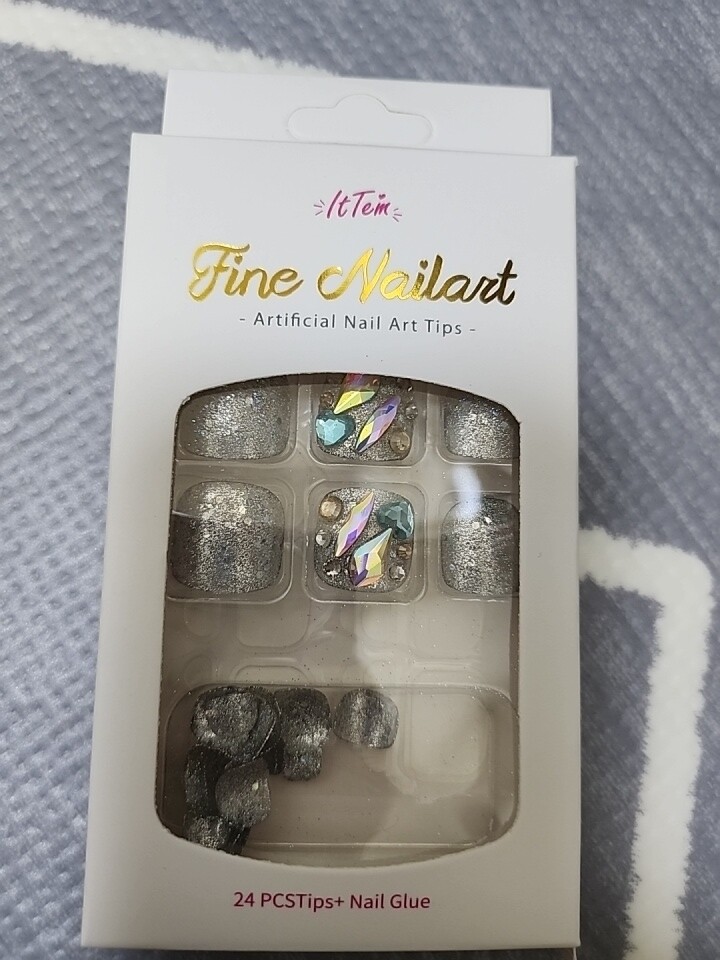 ItTem
Fine Nailart
- Artificial Nail Art Tips -
24 PCSTips+ Nail Glue